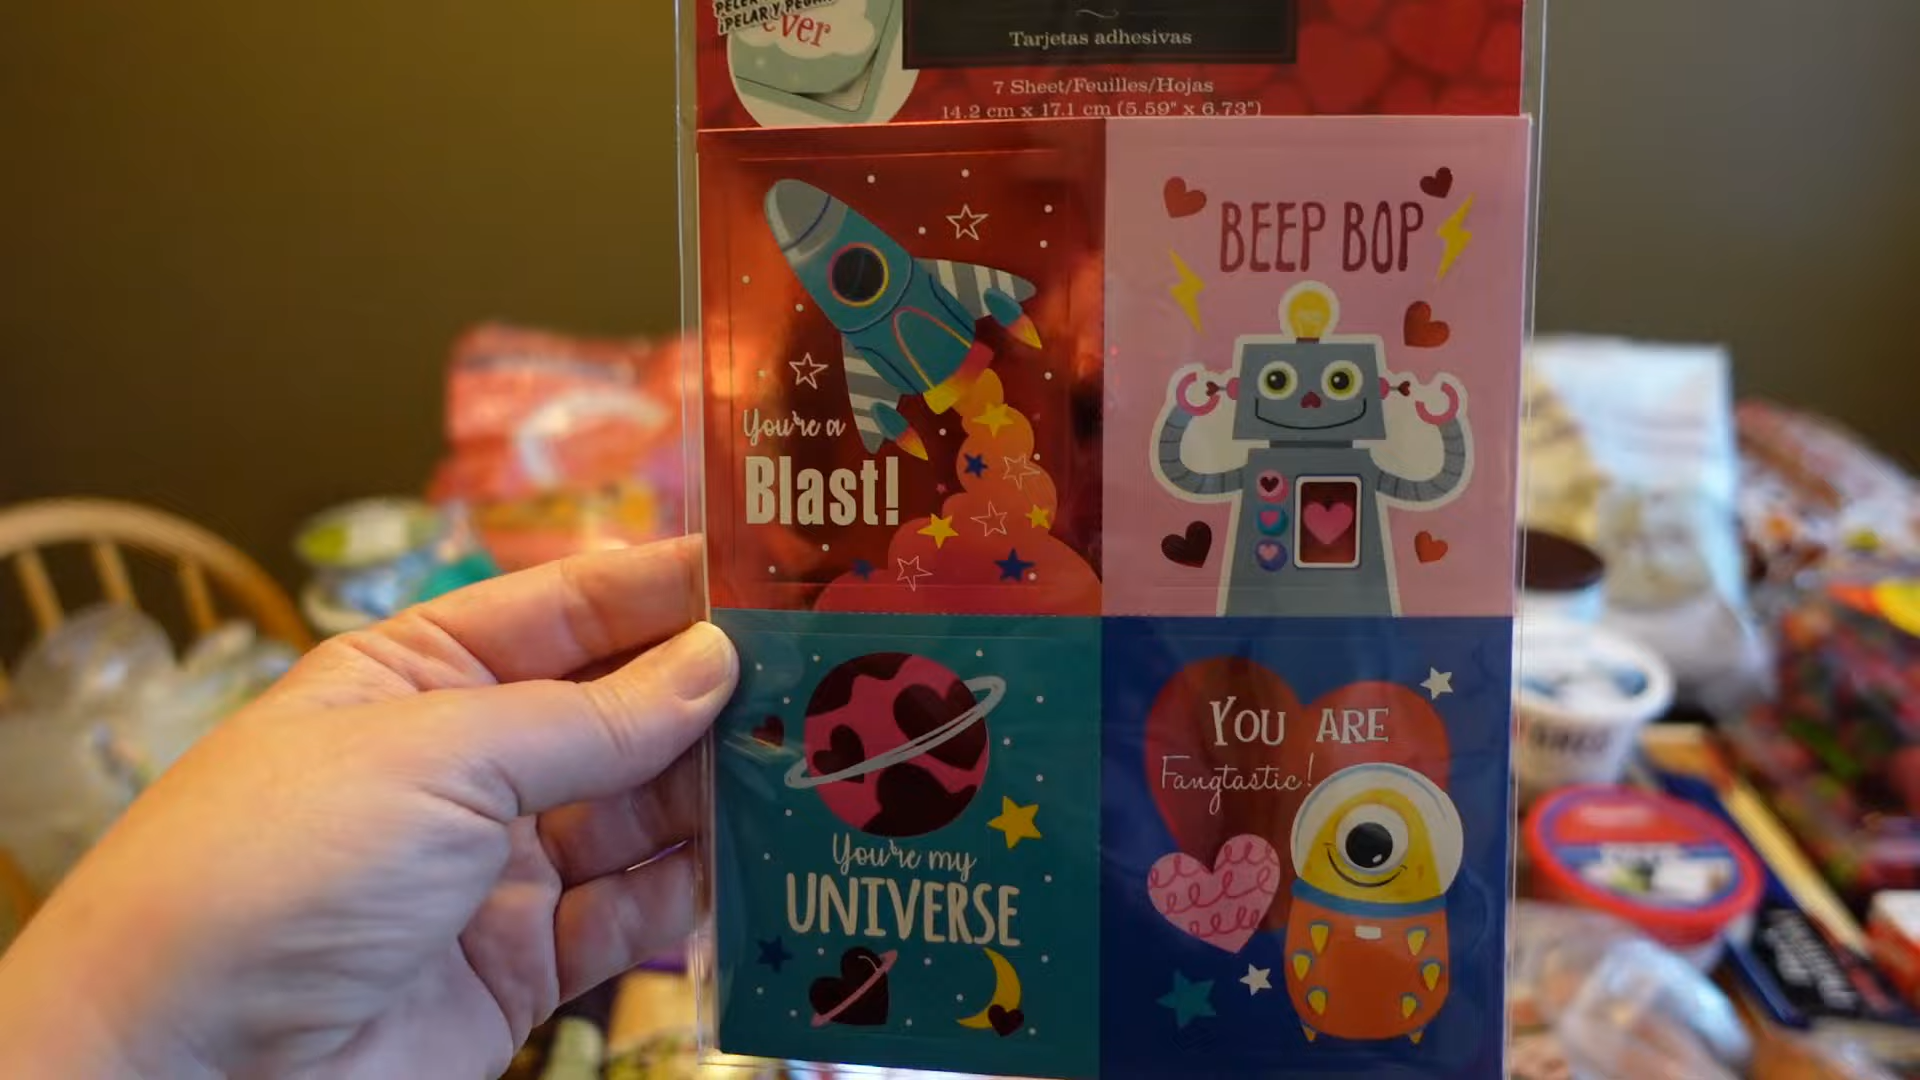 ¡PELAR Y PEGAR!
ever
Tarjetas adhesivas
7 Sheet/Feuilles/Hojas
14.2 cm x 17.1 cm (5.59" x 6.73")
You're a
Blast!
BEEP BOP
You're my
UNIVERSE
YOU ARE
Fangtastic!